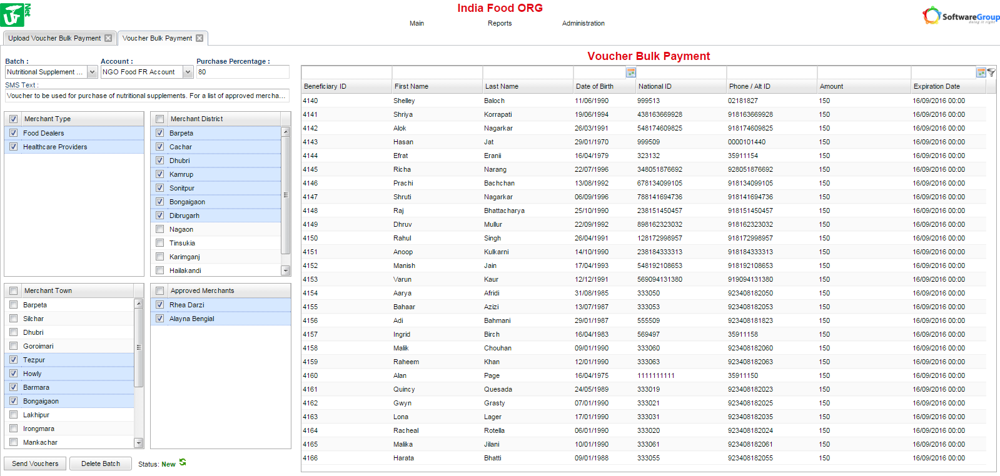 UT Net
India Food ORG
SoftwareGroup
doing it right
Main Reports Administration
Upload Voucher Bulk Payment Voucher Bulk Payment
Voucher Bulk Payment
Batch : Account : Purchase Percentage :
Nutritional Supplement ... NGO Food FR Account 80
SMS Text :
Voucher to be used for purchase of nutritional supplements. For a list of approved mercha...
Merchant Type
Food Dealers
Healthcare Providers
Merchant District
Barpeta
Cachar
Dhubri
Kamrup
Sonitpur
Bongaigaon
Dibrugarh
Nagaon
Tinsukia
Karimganj
Hailakandi
Merchant Town
Barpeta
Silchar
Dhubri
Goroimari
Tezpur
Howly
Barmara
Bongaigaon
Lakhipur
Irongmara
Mankachar
Approved Merchants
Rhea Darzi
Alayna Bengial
Send Vouchers Delete Batch Status: New
Beneficiary ID First Name Last Name Date of Birth National ID Phone / Alt ID Amount Expiration Date
4140 Shelley Baloch 11/06/1990 999513 02181827 150 16/09/2016 00:00
4141 Shriya Korrapati 19/06/1994 438163669928 918163669928 150 16/09/2016 00:00
4142 Alok Nagarkar 26/03/1991 548174609825 918174609825 150 16/09/2016 00:00
4143 Hasan Jat 29/01/1970 999509 0000101440 150 16/09/2016 00:00
4144 Efrat Eranii 16/04/1979 323132 35911154 150 16/09/2016 00:00
4145 Richa Narang 22/07/1996 348051876692 928051876692 150 16/09/2016 00:00
4146 Prachi Bachchan 13/08/1992 678134099105 918134099105 150 16/09/2016 00:00
4147 Shruti Nagarkar 06/09/1996 788141694736 918141694736 150 16/09/2016 00:00
4148 Raj Bhattacharya 25/10/1990 238151450457 918151450457 150 16/09/2016 00:00
4149 Dhruv Mullur 22/09/1992 898162323032 918162323032 150 16/09/2016 00:00
4150 Rahul Singh 26/04/1991 128172998957 918172998957 150 16/09/2016 00:00
4151 Anoop Kulkarni 14/10/1990 238184333313 918184333313 150 16/09/2016 00:00
4152 Manish Jain 17/04/1993 548192108653 918192108653 150 16/09/2016 00:00
4153 Varun Kaur 12/12/1991 569094131380 919094131380 150 16/09/2016 00:00
4154 Aarya Afridi 31/08/1985 333050 923408182050 150 16/09/2016 00:00
4155 Bahaar Azizi 13/07/1987 333053 923408182053 150 16/09/2016 00:00
4156 Adi Bahmani 29/01/1987 555509 923408181823 150 16/09/2016 00:00
4157 Ingrid Birch 16/04/1983 569497 35911158 150 16/09/2016 00:00
4158 Malik Chouhan 09/01/1990 333060 923408182060 150 16/09/2016 00:00
4159 Raheem Khan 12/01/1990 333063 923408182063 150 16/09/2016 00:00
4160 Alan Page 16/04/1975 1111111111 35911150 150 16/09/2016 00:00
4161 Quincy Quesada 24/05/1989 333019 923408182023 150 16/09/2016 00:00
4162 Gwyn Grasty 07/01/1990 333021 923408182025 150 16/09/2016 00:00
4163 Lona Lager 17/01/1990 333031 923408182035 150 16/09/2016 00:00
4164 Racheal Rotella 06/01/1990 333020 923408182024 150 16/09/2016 00:00
4165 Malika Jilani 10/01/1990 333061 923408182061 150 16/09/2016 00:00
4166 Harata Bhatti 09/01/1988 333055 923408182055 150 16/09/2016 00:00